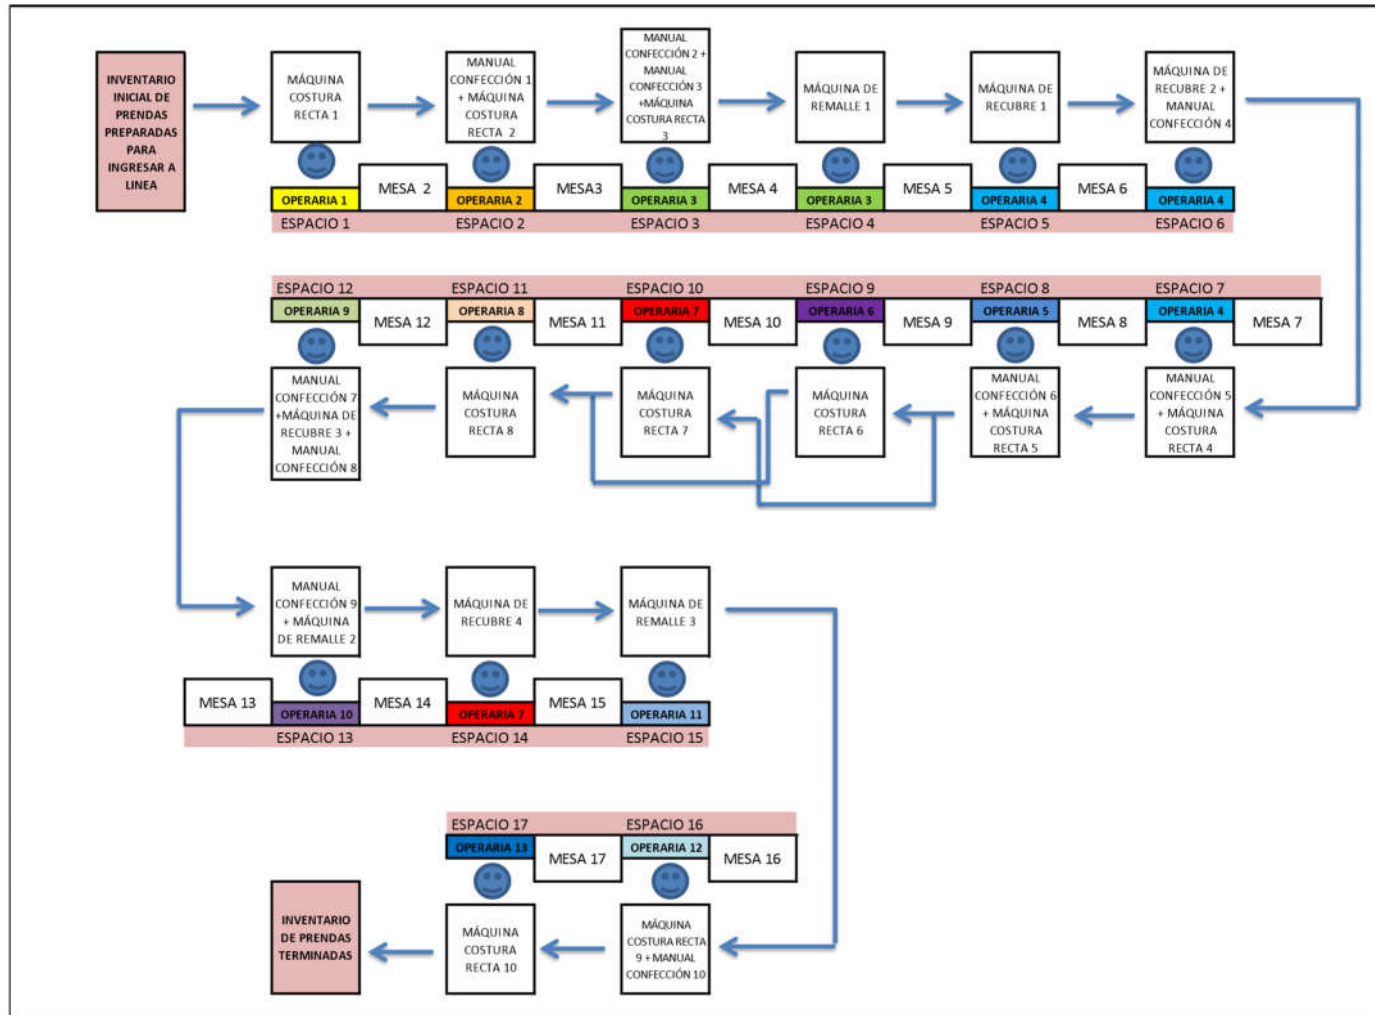 INVENTARIO
INICIAL DE
PRENDAS
PREPARADAS
PARA
INGRESAR A
LINEA
MÁQUINA
COSTURA
RECTA 1
MANUAL
CONFECCIÓN 1
+ MÁQUINA
COSTURA
RECTA 2
MANUAL
CONFECCIÓN 2 +
MANUAL
CONFECCIÓN 3
+MÁQUINA
COSTURA RECTA
3
MÁQUINA DE
REMALLE 1
MÁQUINA DE
RECUBRE 1
MÁQUINA DE
RECUBRE 2 +
MANUAL
CONFECCIÓN 4
OPERARIA 1
MESA 2
OPERARIA 2
MESA3
OPERARIA 3
MESA 4
OPERARIA 3
MESA 5
OPERARIA 4
MESA 6
OPERARIA 4
ESPACIO 1
ESPACIO 2
ESPACIO 3
ESPACIO 4
ESPACIO 5
ESPACIO 6
ESPACIO 12
ESPACIO 11
ESPACIO 10
ESPACIO 9
ESPACIO 8
ESPACIO 7
OPERARIA 9
MESA 12
OPERARIA 8
MESA 11
OPERARIA 7
MESA 10
OPERARIA 6
MESA 9
OPERARIA 5
MESA 8
OPERARIA 4
MESA 7
MANUAL
CONFECCIÓN 7
+MÁQUINA DE
RECUBRE 3 +
MANUAL
CONFECCIÓN 8
MÁQUINA
COSTURA
RECTA 8
MÁQUINA
COSTURA
RECTA 7
MÁQUINA
COSTURA
RECTA 6
MANUAL
CONFECCIÓN 6
+ MÁQUINA
COSTURA
RECTA 5
MANUAL
CONFECCIÓN 5
+ MÁQUINA
COSTURA
RECTA 4
MANUAL
CONFECCIÓN 9
+ MÁQUINA
DE REMALLE 2
MÁQUINA DE
RECUBRE 4
MÁQUINA DE
REMALLE 3
MESA 13
OPERARIA 10
MESA 14
OPERARIA 7
MESA 15
OPERARIA 11
ESPACIO 13
ESPACIO 14
ESPACIO 15
ESPACIO 17
ESPACIO 16
OPERARIA 13
MESA 17
OPERARIA 12
MESA 16
INVENTARIO
DE PRENDAS
TERMINADAS
MÁQUINA
COSTURA
RECTA 10
MÁQUINA
COSTURA RECTA
9 + MANUAL
CONFECCIÓN 10